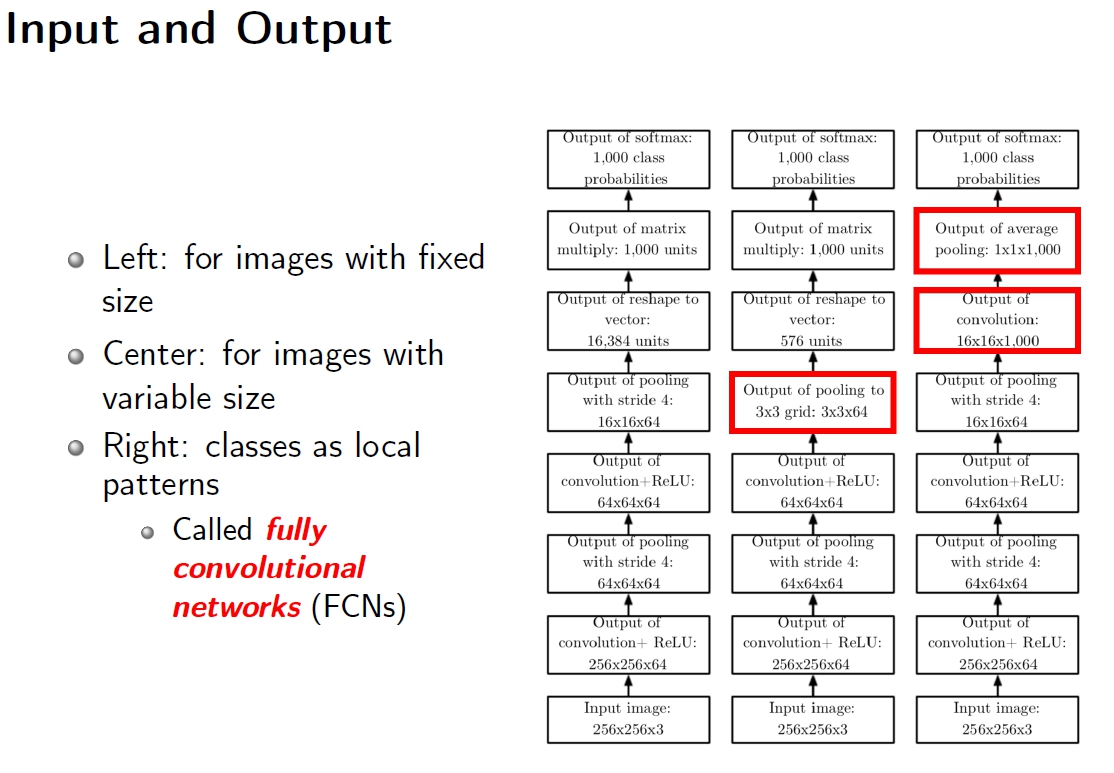 Input and Output
Left: for images with fixed
size
Center: for images with
variable size
Right: classes as local
patterns
Called fully
convolutional
networks (FCNs)
Output of softmax:
1,000 class
probabilities
Output of matrix
multiply: 1,000 units
Output of reshape to
vector:
16,384 units
Output of pooling
with stride 4:
16x16x64
Output of
convolution+ReLU:
64x64x64
Output of pooling
with stride 4:
64x64x64
Output of
convolution+ ReLU:
256x256x64
Input image:
256x256x3
Output of softmax:
1,000 class
probabilities
Output of matrix
multiply: 1,000 units
Output of reshape to
vector:
576 units
Output of pooling to
3x3 grid: 3x3x64
Output of
convolution+ReLU:
64x64x64
Output of pooling
with stride 4:
64x64x64
Output of
convolution+ ReLU:
256x256x64
Input image:
256x256x3
Output of softmax:
1,000 class
probabilities
Output of average
pooling: 1x1x1,000
Output of
convolution:
16x16x1,000
Output of pooling
with stride 4:
16x16x64
Output of
convolution+ReLU:
64x64x64
Output of pooling
with stride 4:
64x64x64
Output of
convolution+ ReLU:
256x256x64
Input image:
256x256x3